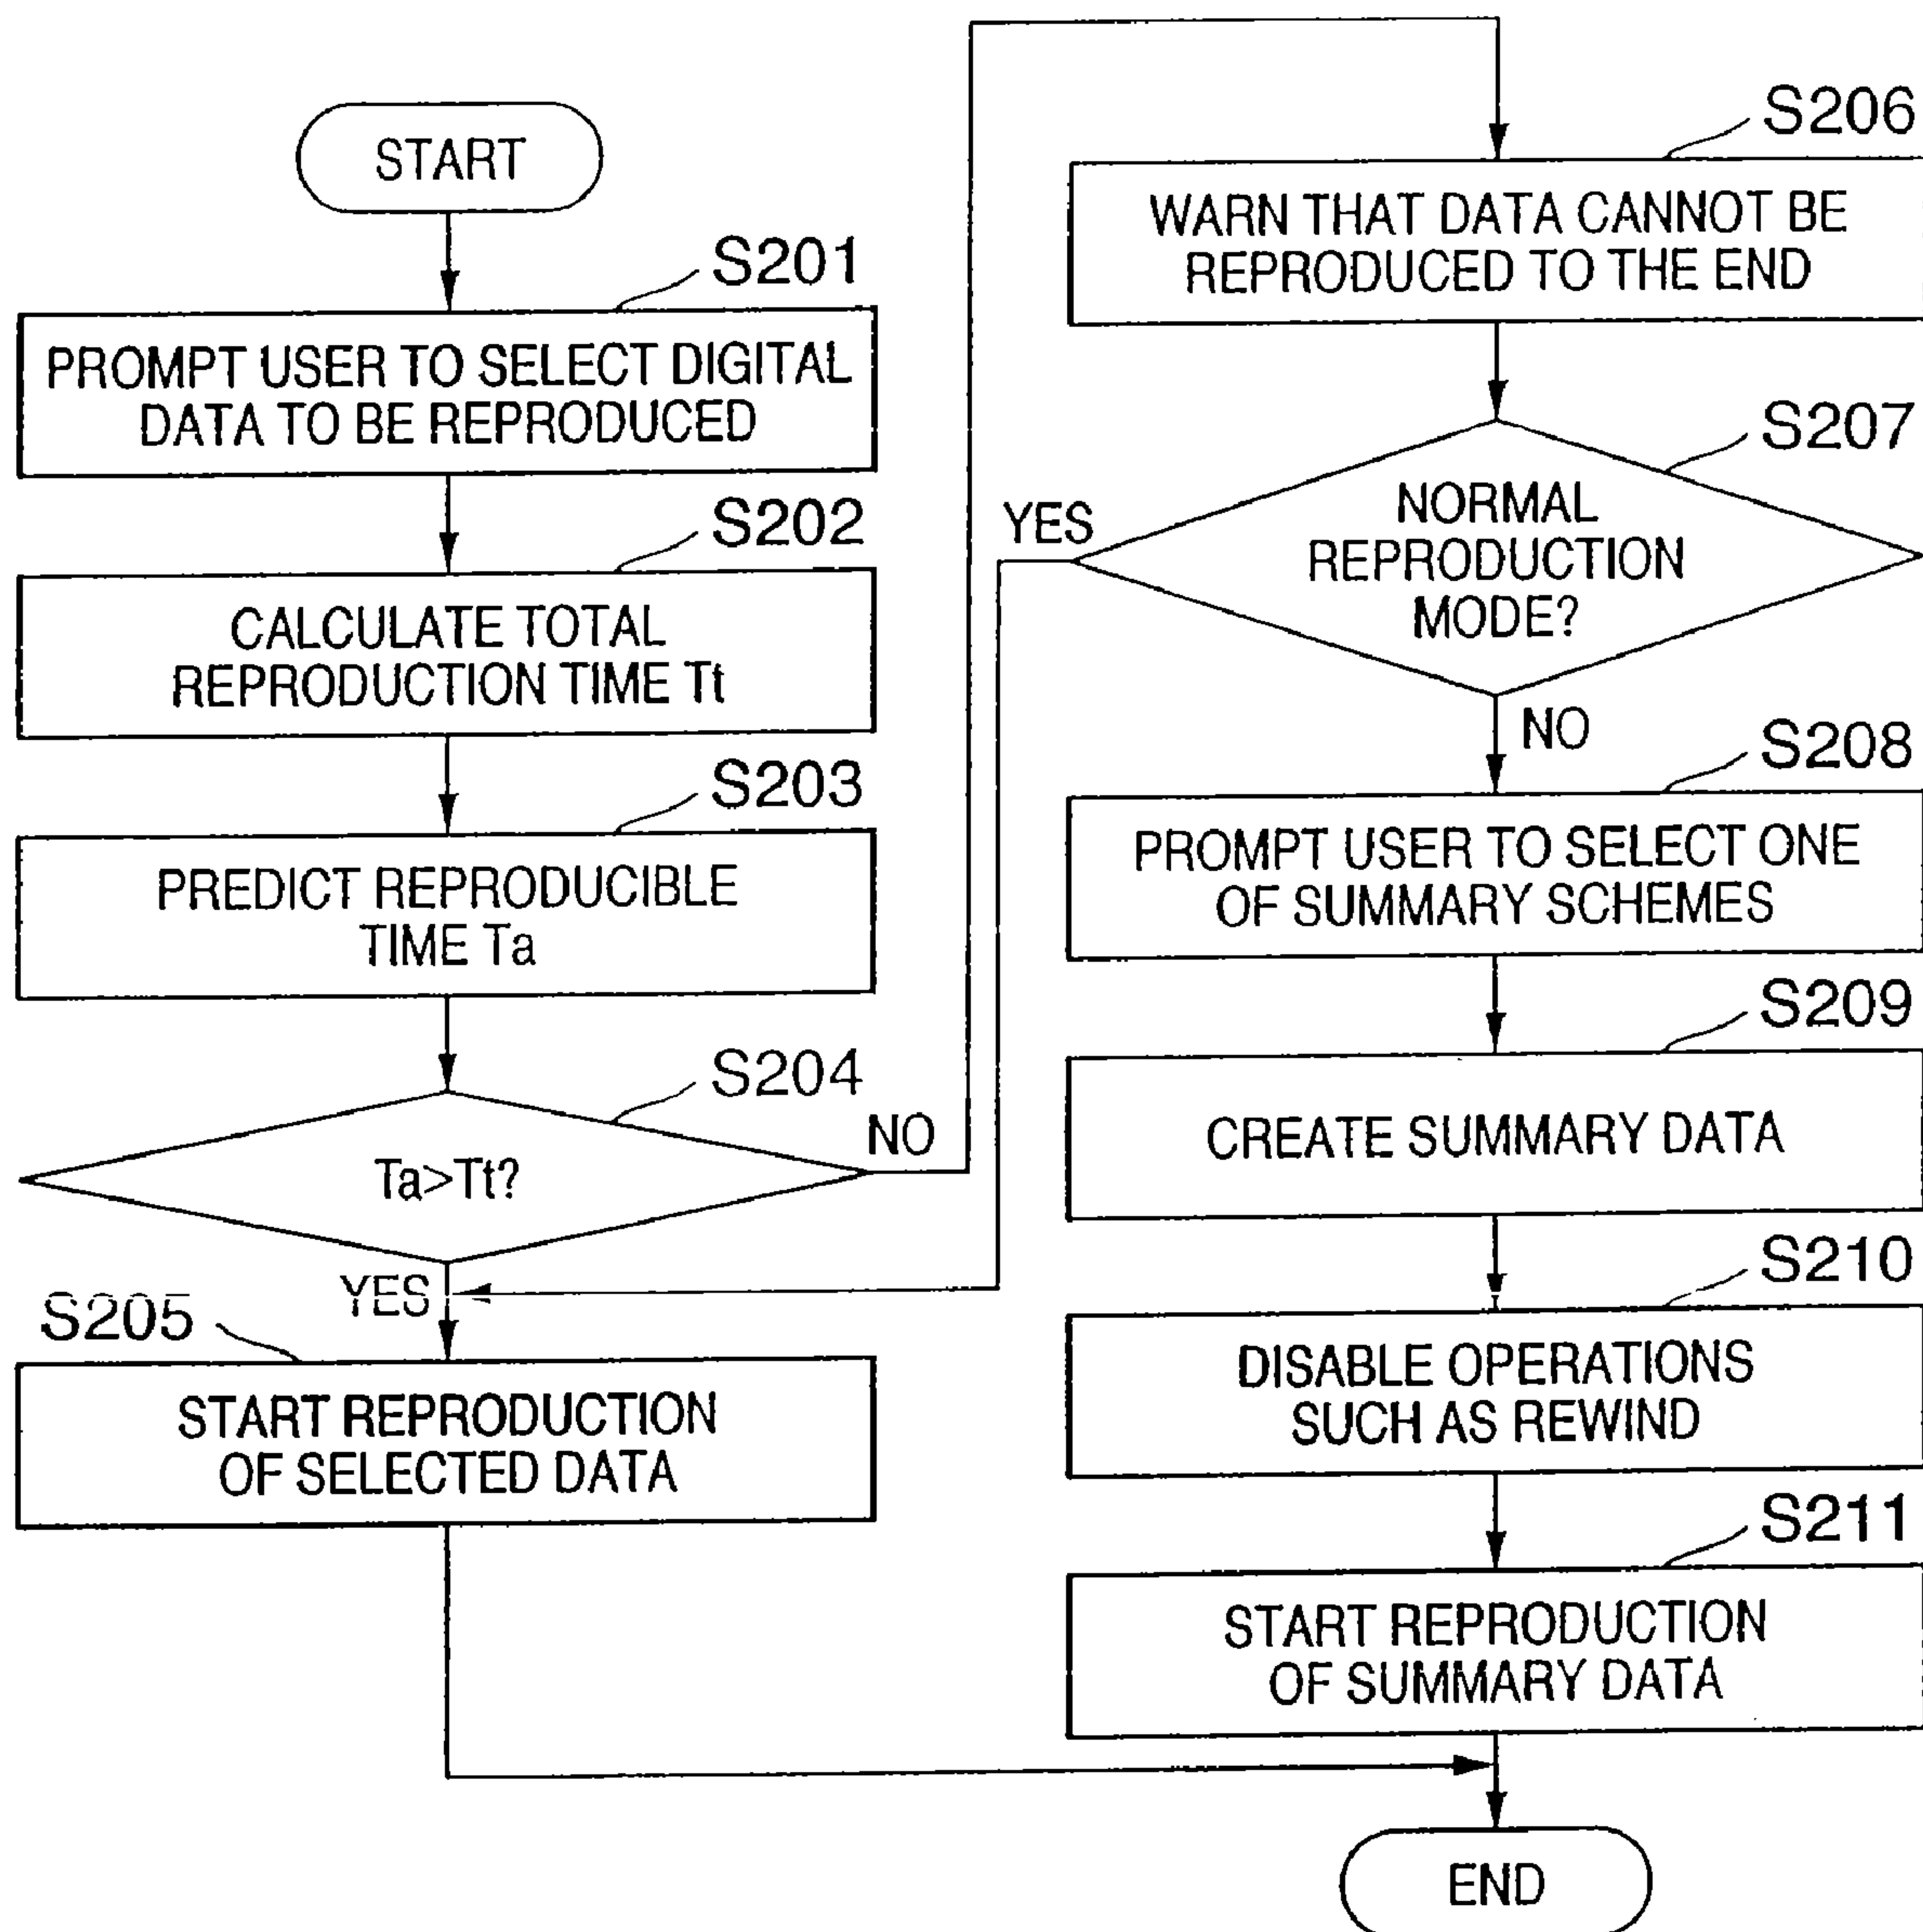 START
S201
PROMPT USER TO SELECT DIGITAL
DATA TO BE REPRODUCED
S202
CALCULATE TOTAL
REPRODUCTION TIME Tt
S203
PREDICT REPRODUCIBLE
TIME Ta
S204
Ta>Tt?
NO
YES
S205
START REPRODUCTION
OF SELECTED DATA
S206
WARN THAT DATA CANNOT BE
REPRODUCED TO THE END
S207
YES
NORMAL
REPRODUCTION
MODE?
NO
S208
PROMPT USER TO SELECT ONE
OF SUMMARY SCHEMES
S209
CREATE SUMMARY DATA
S210
DISABLE OPERATIONS
SUCH AS REWIND
S211
START REPRODUCTION
OF SUMMARY DATA
END